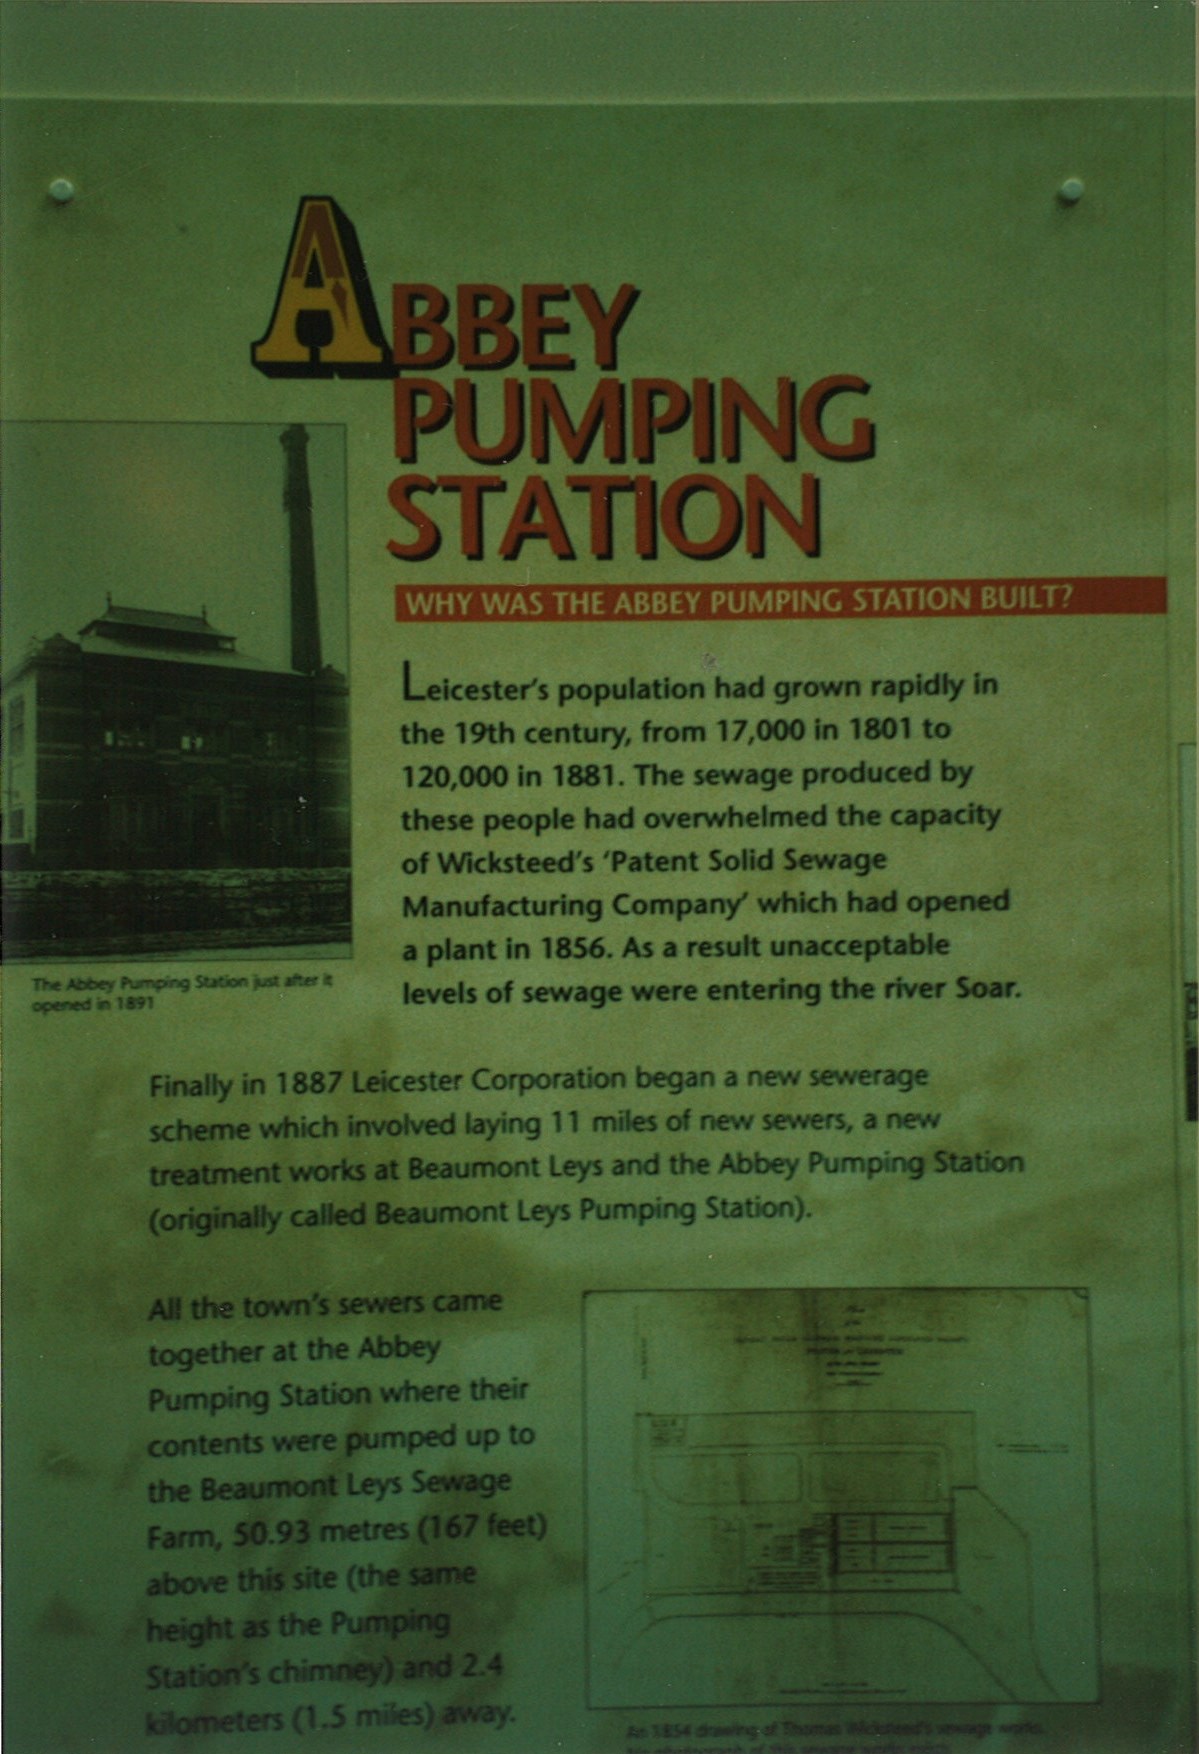 ABBEY
PUMPING
STATION
WHY WAS THE ABBEY PUMPING STATION BUILT?
Leicester's population had grown rapidly in
the 19th century, from 17,000 in 1801 to
120,000 in 1881. The sewage produced by
these people had overwhelmed the capacity
of Wicksteed's 'Patent Solid Sewage
Manufacturing Company' which had opened
a plant in 1856. As a result unacceptable
levels of sewage were entering the river Soar.
The Abbey Pumping Station just after it
opened in 1891
Finally in 1887 Leicester Corporation began a new sewerage
scheme which involved laying 11 miles of new sewers, a new
treatment works at Beaumont Leys and the Abbey Pumping Station
(originally called Beaumont Leys Pumping Station).
All the town's sewers came
together at the Abbey
Pumping Station where their
contents were pumped up to
the Beaumont Leys Sewage
Farm, 50.93 metres (167 feet)
above this site (the same
height as the Pumping
Station's chimney) and 2.4
kilometers (1.5 miles) away.
An 1854 drawing of Thomas Wicksteed's sewage works.